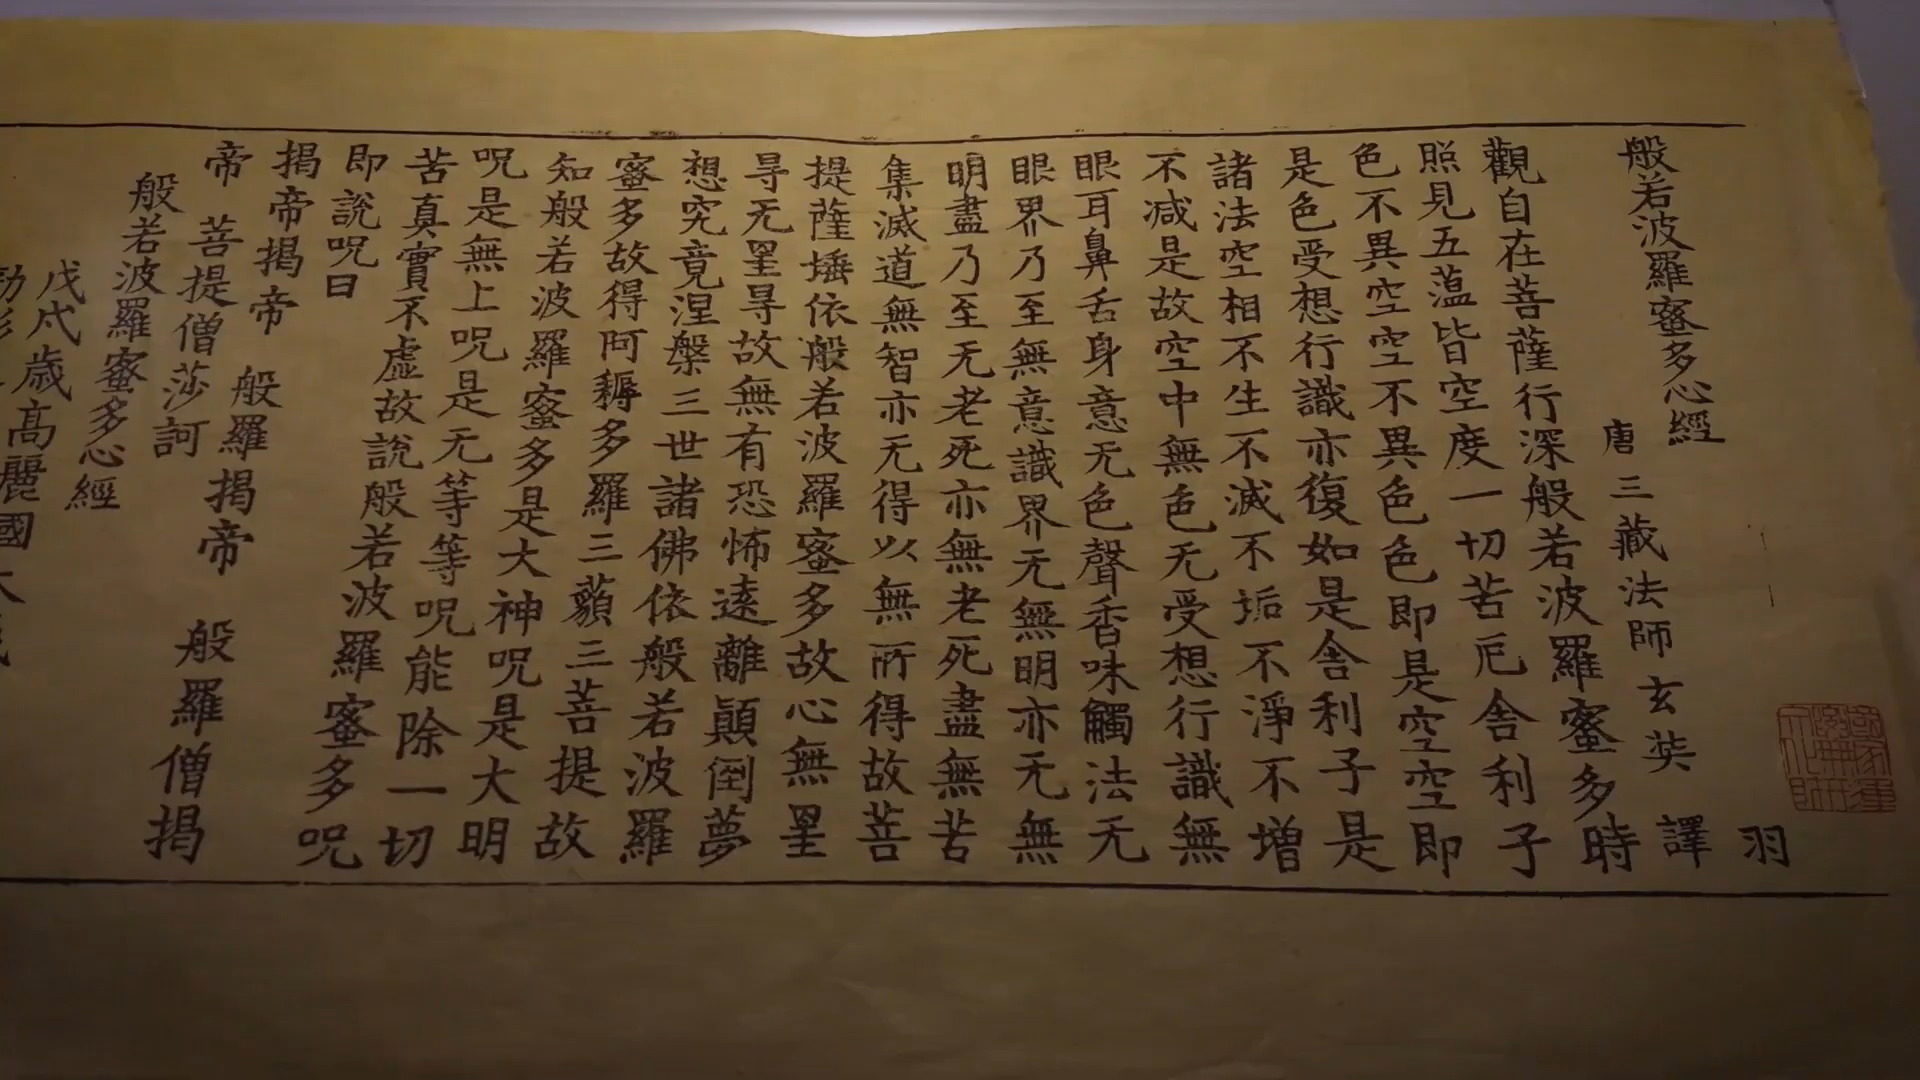 般若波羅蜜多心經 羽
唐三藏法師玄奘 譯
觀自在菩薩行深般若波羅蜜多時
照見五蕰皆空度一切苦厄舍利子
色不異空空不異色色即是空空即
是色受想行識亦復如是舍利子是
諸法空相不生不滅不垢不淨不增
不減是故空中無色无受想行識無
眼耳鼻舌身意无色聲香味觸法无
眼界乃至無意識界无無明亦无無
明盡乃至无老死亦無老死盡無苦
集滅道無智亦无得以無所得故菩
提薩埵依般若波羅蜜多故心無罣
㝵无罣㝵故無有恐怖遠離顛倒夢
想究竟涅槃三世諸佛依般若波羅
蜜多故得阿耨多羅三藐三菩提故
知般若波羅蜜多是大神呪是大明
呪是無上呪是无等等呪能除一切
苦真實不虛故說般若波羅蜜多呪
即說呪曰
揭帝揭帝 般羅揭帝 般羅僧揭
帝 菩提僧莎訶
般若波羅蜜多心經
戊戌歲高麗國大